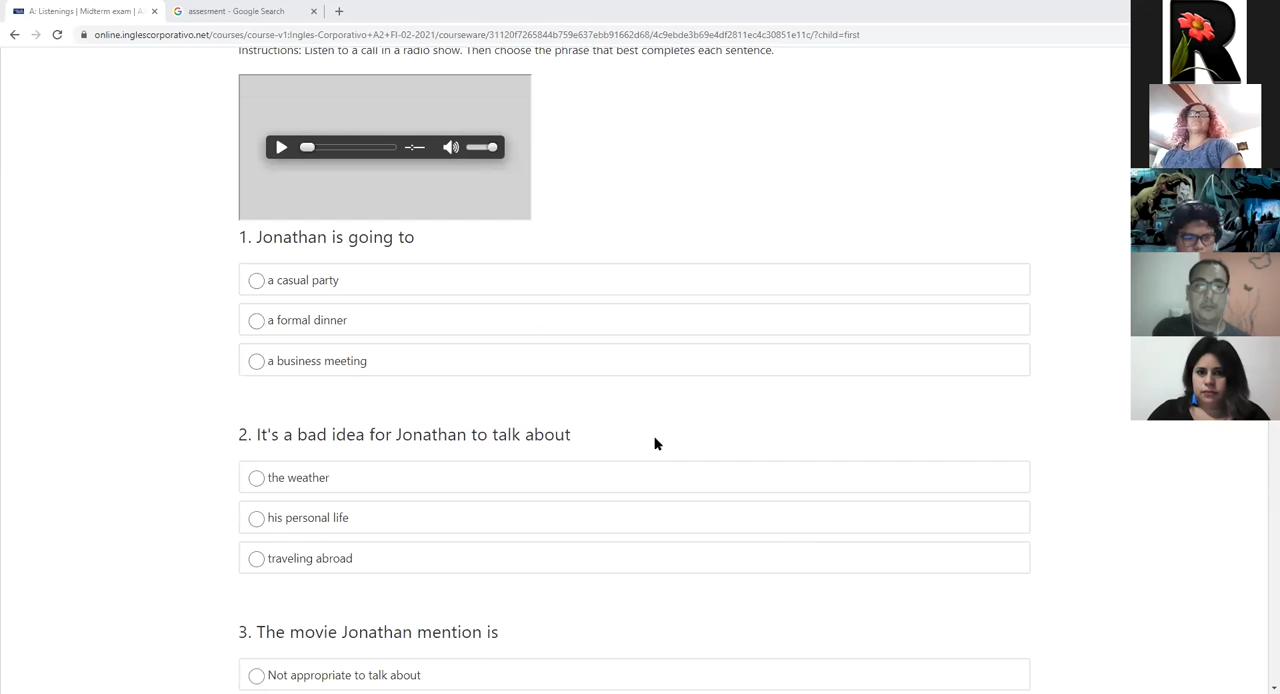 A: Listenings | Midterm exam | A
assesment - Google Search
online.inglescorporativo.net/courses/course-v1:Ingles-Corporativo+A2+FI-02-2021/courseware/31120f7265814b44b759e637ebb91662d68/4c9ebde3b69e4df2811ec4c30851e11c/?child=first
Instructions: Listen to a call in a radio show. Then choose the phrase that best completes each sentence.
1. Jonathan is going to
a casual party
a formal dinner
a business meeting
2. It's a bad idea for Jonathan to talk about
the weather
his personal life
traveling abroad
3. The movie Jonathan mention is
Not appropriate to talk about
R